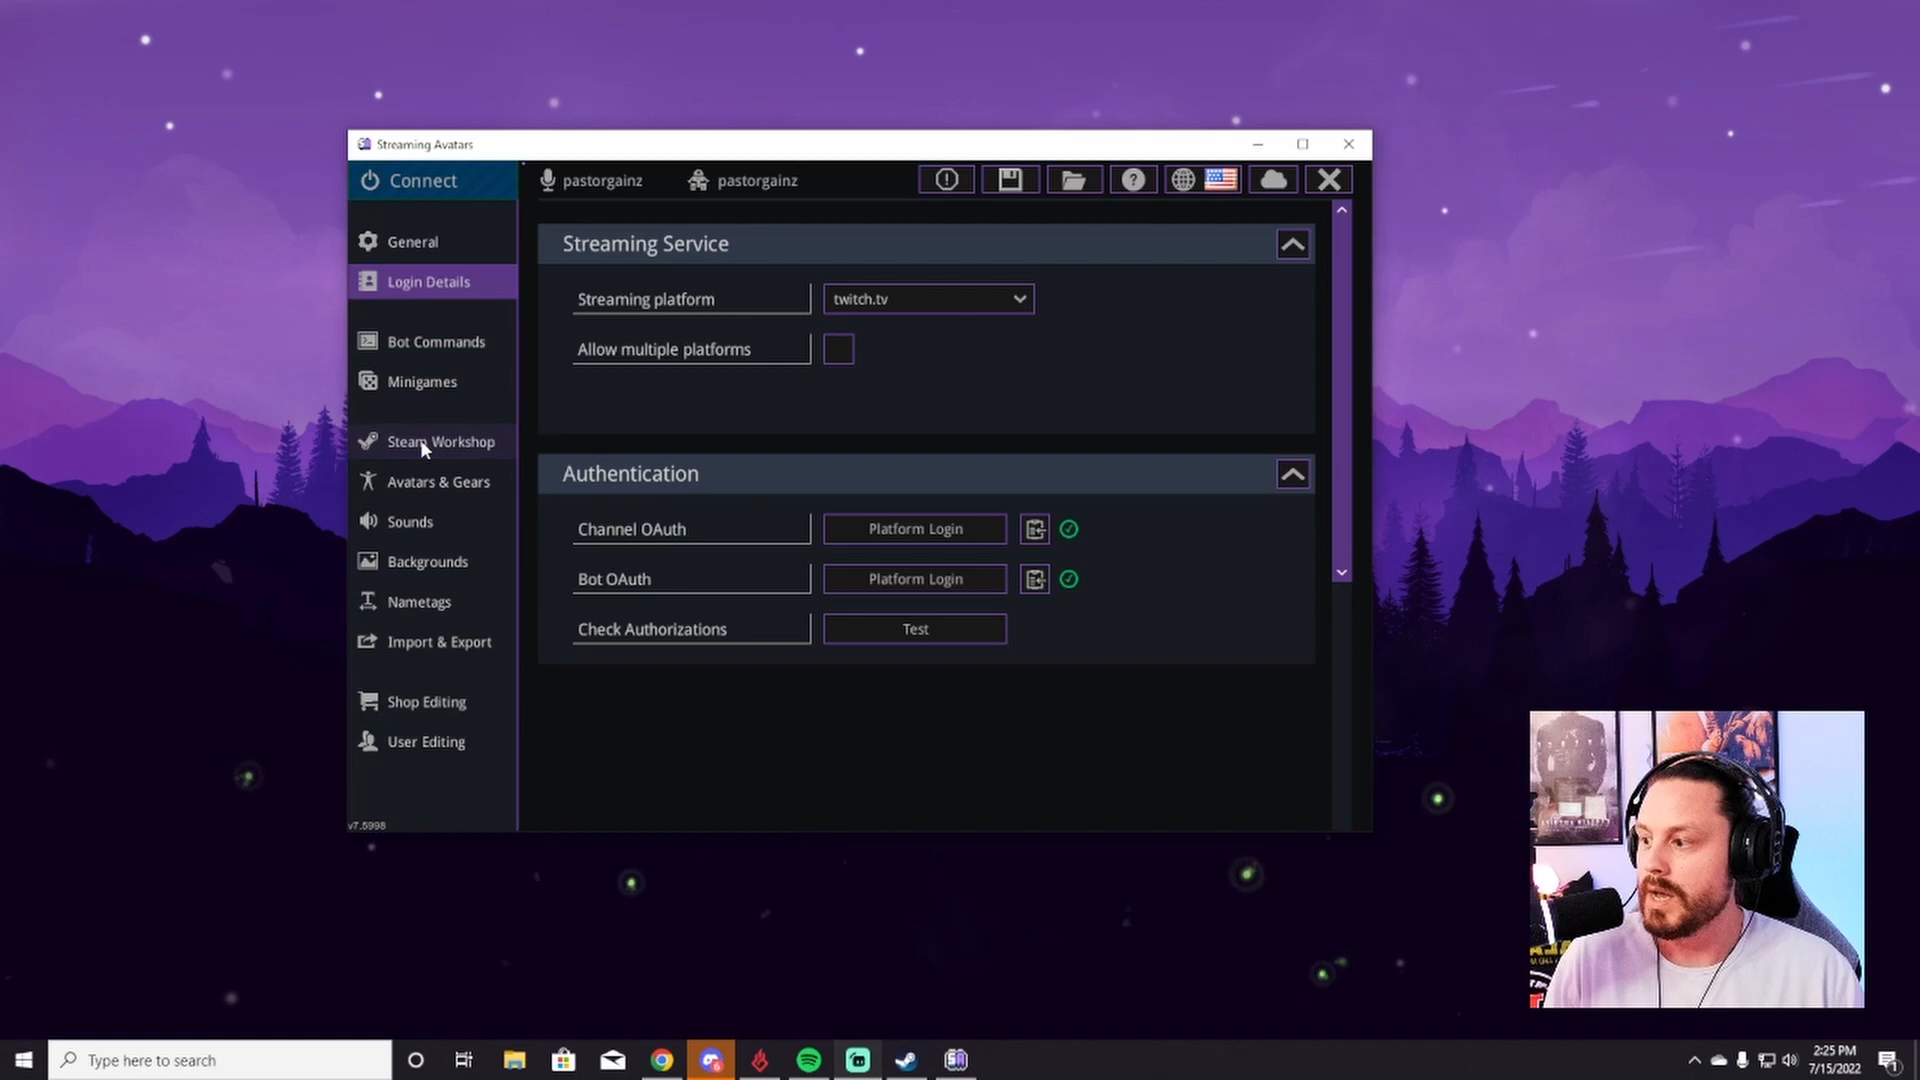 Streaming Avatars
Connect
pastorgainz
pastorgainz
General
Login Details
Bot Commands
Minigames
Steam Workshop
Avatars & Gears
Sounds
Backgrounds
Nametags
Import & Export
Shop Editing
User Editing
v7.5998
Streaming Service
Streaming platform
twitch.tv
Allow multiple platforms
Authentication
Channel OAuth
Platform Login
Bot OAuth
Platform Login
Check Authorizations
Test
Type here to search
2:25 PM
7/15/2022